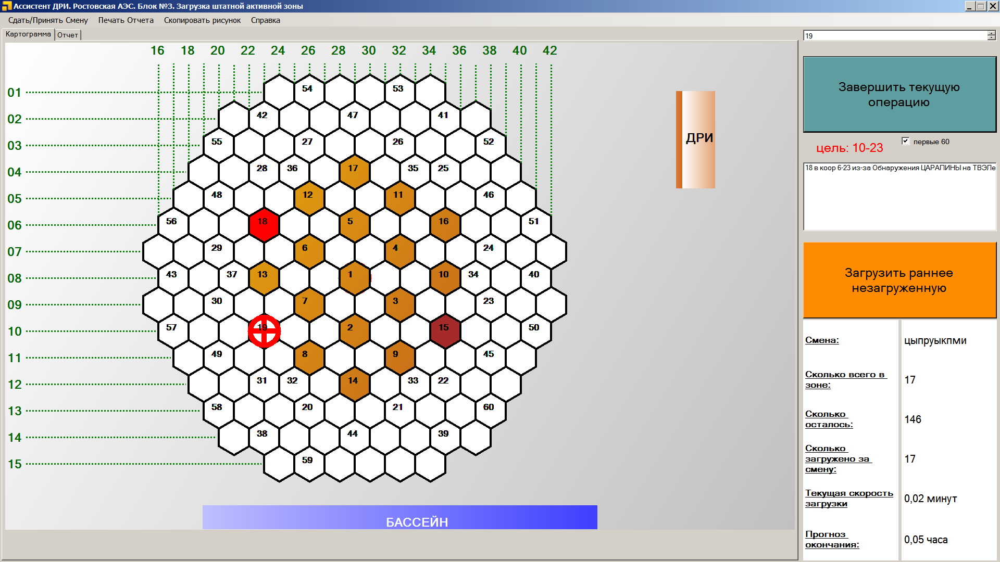 Ассистент ДРИ. Ростовская АЭС. Блок №3. Загрузка штатной активной зоны
Сдать/Принять Смену Печать Отчета Скопировать рисунок Справка
Картограмма Отчет
19
16 18 20 22 24 26 28 30 32 34 36 38 40 42
01 54 53
02 42 47 41
03 55 27 26 52
04 28 36 17 35 25
05 48 12 11 46
06 56 18 5 16 51
07 29 6 4 24
08 43 37 13 1 10 34 40
09 30 7 3 23
10 57 19 2 15 50
11 49 8 9 45
12 31 32 14 33 22
13 58 20 21 60
14 38 44 39
15 59
ДРИ
БАССЕЙН
Завершить текущую
операцию
цель: 10-23
первые 60
18 в коор 6-23 из-за Обнаружения ЦАРАПИНЫ на ТВЭЛе
Загрузить раннее
незагруженную
Смена: цыпруыкпми
Сколько всего в
зоне: 17
Сколько
осталось: 146
Сколько
загружено за
смену: 17
Текущая скорость
загрузки 0,02 минут
Прогноз
окончания: 0,05 часа